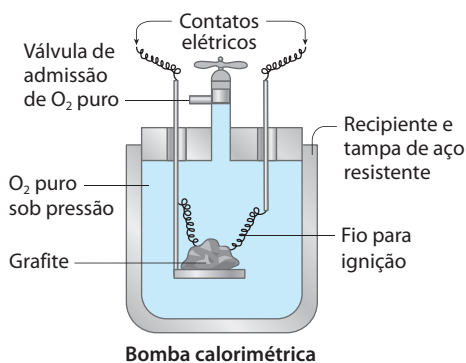 Contatos
elétricos
Válvula de
admissão
de O₂ puro
Recipiente e
tampa de aço
resistente
O₂ puro
sob pressão
Fio para
ignição
Grafite
Bomba calorimétrica